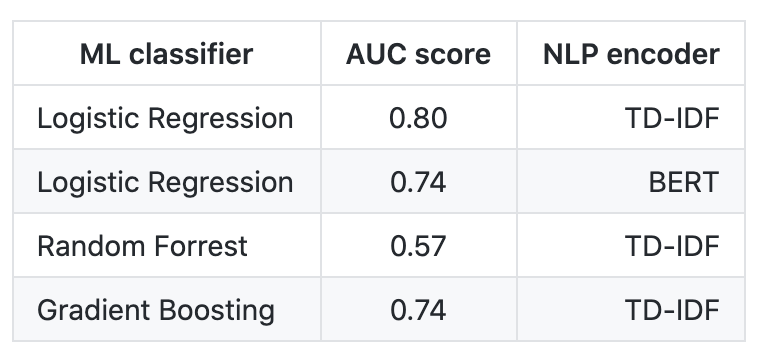 ML classifier AUC score NLP encoder
Logistic Regression 0.80 TD-IDF
Logistic Regression 0.74 BERT
Random Forrest 0.57 TD-IDF
Gradient Boosting 0.74 TD-IDF